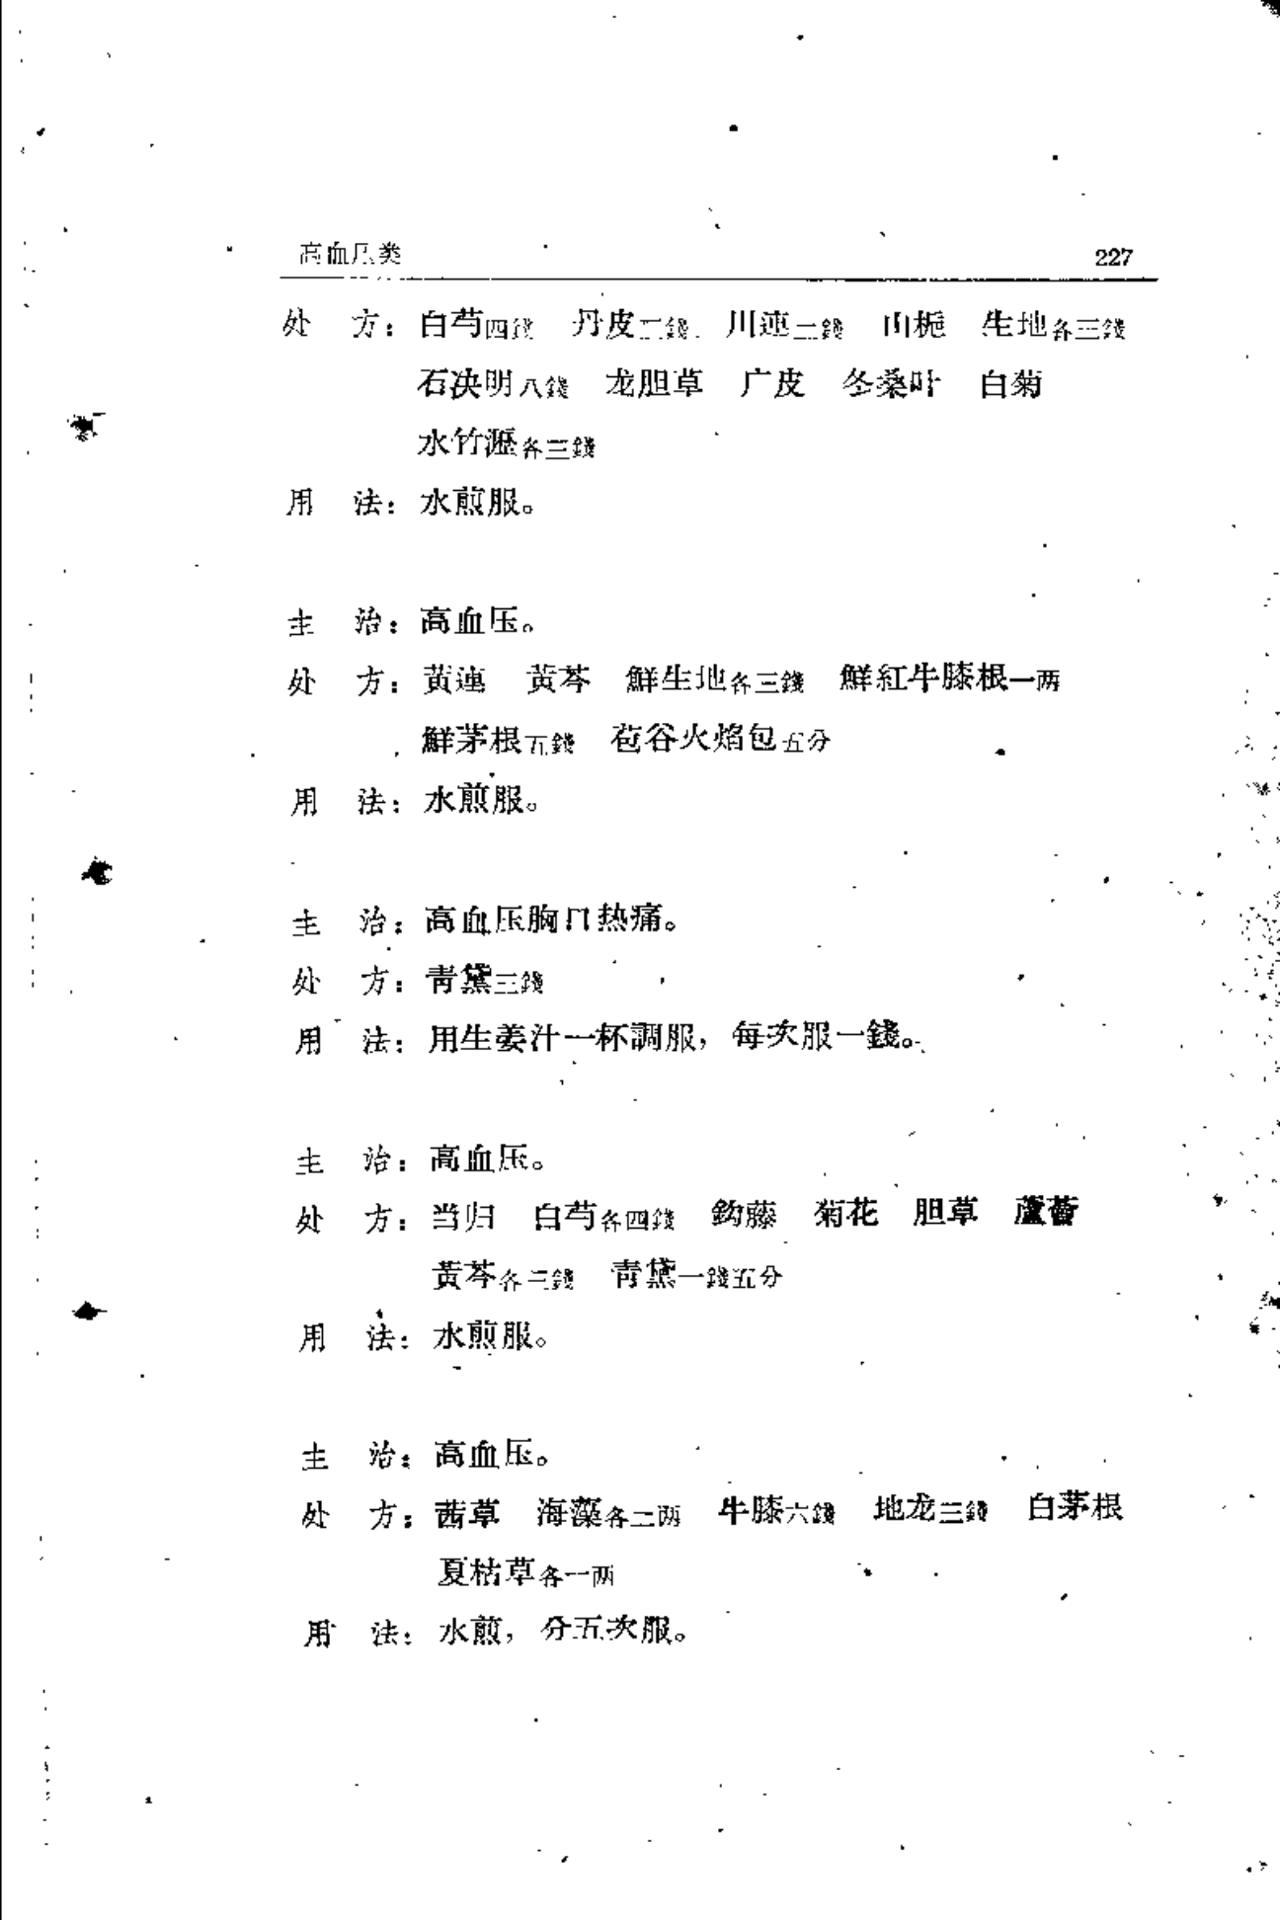 高血压类 227
处 方：白芍四錢 丹皮二錢 川連二錢 山梔 生地各三錢
石决明八錢 龙胆草 广皮 冬桑叶 白菊
水竹瀝各三錢
用 法：水煎服。
主 治：高血压。
处 方：黄連 黄芩 鮮生地各三錢 鮮紅牛膝根一两
鮮茅根五錢 苞谷火焰包五分
用 法：水煎服。
主 治：高血压胸口热痛。
处 方：青黛三錢
用 法：用生姜汁一杯調服，每次服一錢。
主 治：高血压。
处 方：当归 白芍各四錢 鈎藤 菊花 胆草 蘆薈
黃芩各三錢 青黛一錢五分
用 法：水煎服。
主 治：高血压。
处 方：茜草 海藻各二两 牛膝六錢 地龙三錢 白茅根
夏枯草各一两
用 法：水煎，分五次服。